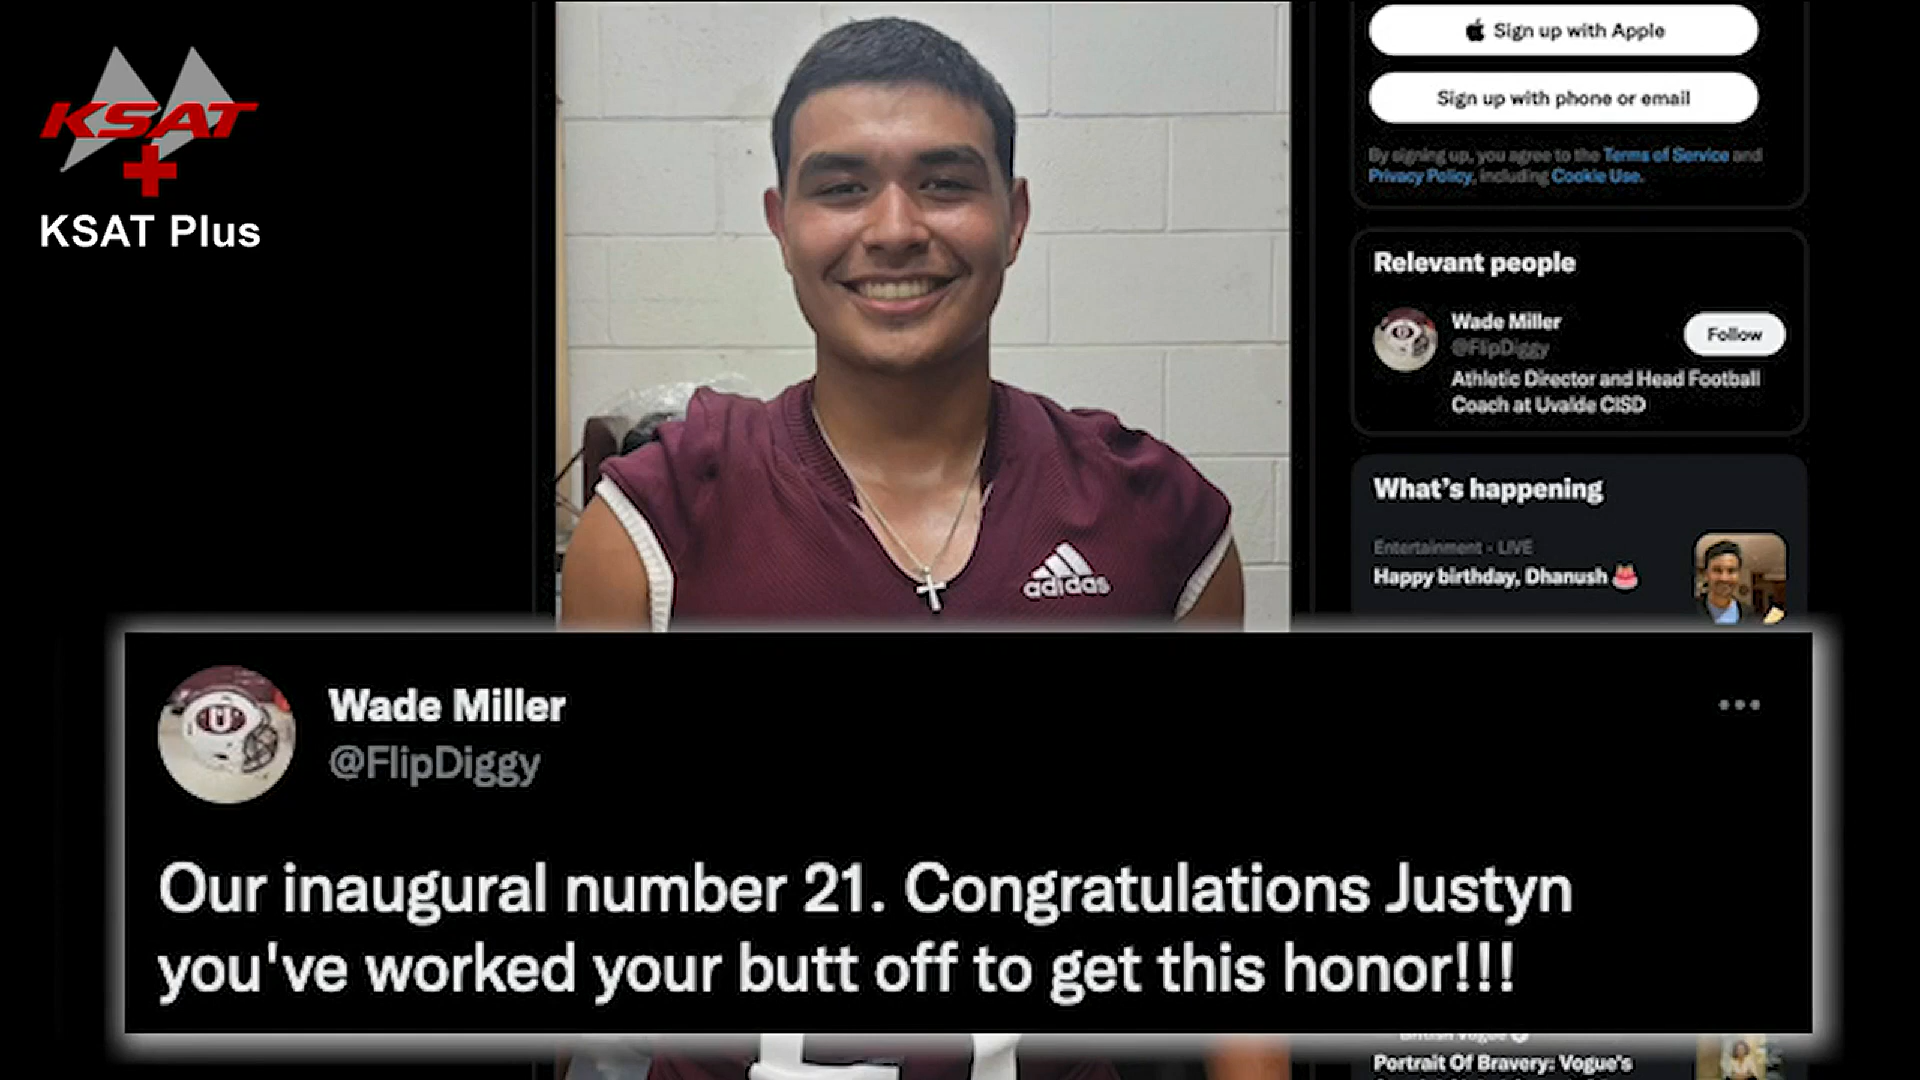 KSAT
KSAT Plus
Sign up with Apple
Sign up with phone or email
By signing up, you agree to the Terms of Service and
Privacy Policy, including Cookie Use.
Relevant people
Wade Miller
@FlipDiggy
Follow
Athletic Director and Head Football
Coach at Uvalde CISD
What's happening
Entertainment · LIVE
Happy birthday, Dhanush
adidas
U
Wade Miller
@FlipDiggy
Our inaugural number 21. Congratulations Justyn
you've worked your butt off to get this honor!!!
British Vogue
Portrait Of Bravery: Vogue's